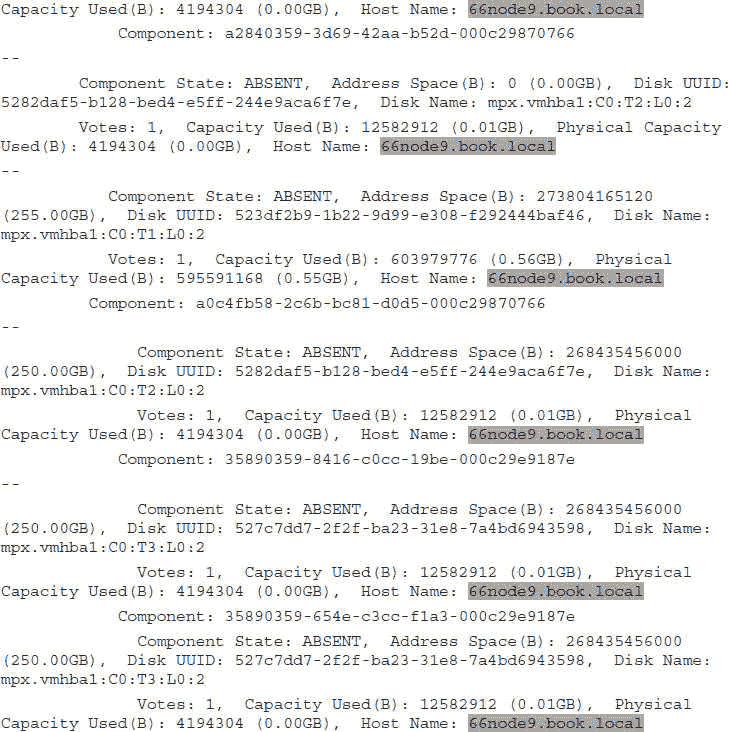 Capacity Used(B): 4194304 (0.00GB), Host Name: 66node9.book.local
Component: a2840359-3d69-42aa-b52d-000c29870766
--
Component State: ABSENT, Address Space(B): 0 (0.00GB), Disk UUID:
5282daf5-b128-bed4-e5ff-244e9aca6f7e, Disk Name: mpx.vmhba1:C0:T2:L0:2
Votes: 1, Capacity Used(B): 12582912 (0.01GB), Physical Capacity
Used(B): 4194304 (0.00GB), Host Name: 66node9.book.local
--
Component State: ABSENT, Address Space(B): 273804165120
(255.00GB), Disk UUID: 523df2b9-1b22-9d99-e308-f292444baf46, Disk Name:
mpx.vmhba1:C0:T1:L0:2
Votes: 1, Capacity Used(B): 603979776 (0.56GB), Physical
Capacity Used(B): 595591168 (0.55GB), Host Name: 66node9.book.local
Component: a0c4fb58-2c6b-bc81-d0d5-000c29870766
--
Component State: ABSENT, Address Space(B): 268435456000
(250.00GB), Disk UUID: 5282daf5-b128-bed4-e5ff-244e9aca6f7e, Disk Name:
mpx.vmhba1:C0:T2:L0:2
Votes: 1, Capacity Used(B): 12582912 (0.01GB), Physical
Capacity Used(B): 4194304 (0.00GB), Host Name: 66node9.book.local
Component: 35890359-8416-c0cc-19be-000c29e9187e
--
Component State: ABSENT, Address Space(B): 268435456000
(250.00GB), Disk UUID: 527c7dd7-2f2f-ba23-31e8-7a4bd6943598, Disk Name:
mpx.vmhba1:C0:T3:L0:2
Votes: 1, Capacity Used(B): 12582912 (0.01GB), Physical
Capacity Used(B): 4194304 (0.00GB), Host Name: 66node9.book.local
Component: 35890359-654e-c3cc-f1a3-000c29e9187e
Component State: ABSENT, Address Space(B): 268435456000
(250.00GB), Disk UUID: 527c7dd7-2f2f-ba23-31e8-7a4bd6943598, Disk Name:
mpx.vmhba1:C0:T3:L0:2
Votes: 1, Capacity Used(B): 12582912 (0.01GB), Physical
Capacity Used(B): 4194304 (0.00GB), Host Name: 66node9.book.local